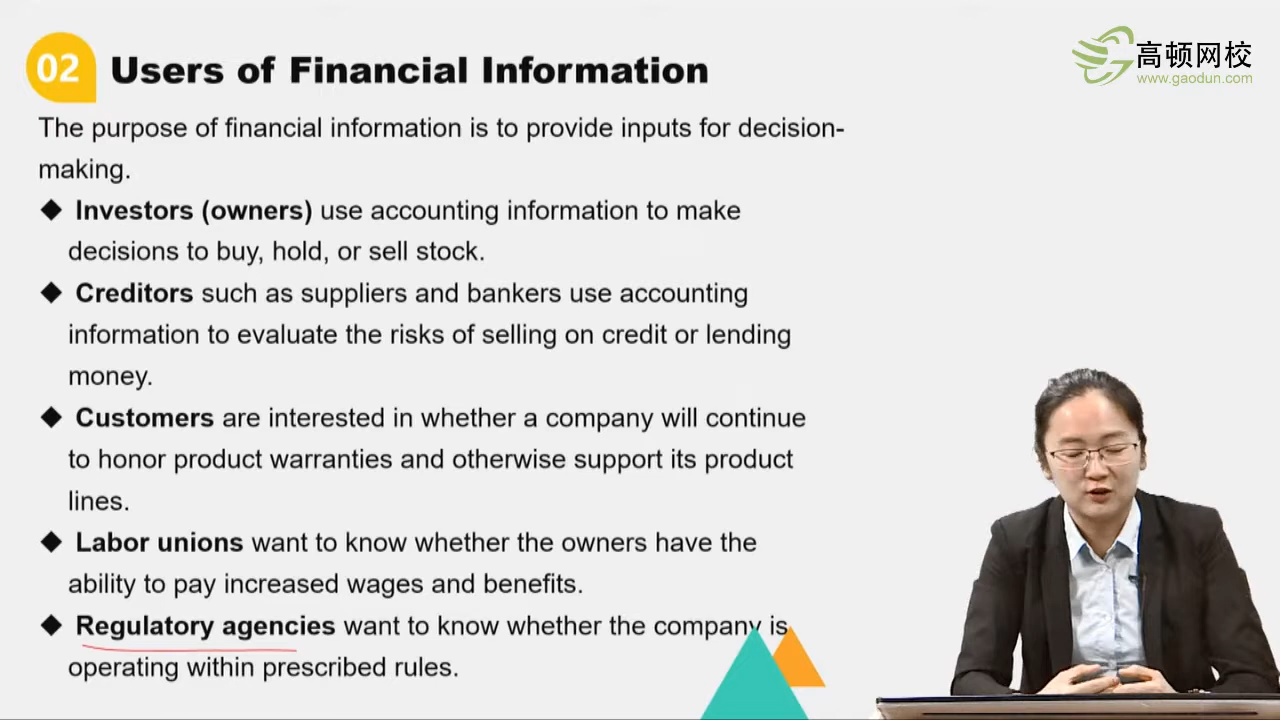 02 Users of Financial Information
高顿网校
www.gaodun.com
The purpose of financial information is to provide inputs for decision-
making.
◆ Investors (owners) use accounting information to make
decisions to buy, hold, or sell stock.
◆ Creditors such as suppliers and bankers use accounting
information to evaluate the risks of selling on credit or lending
money.
◆ Customers are interested in whether a company will continue
to honor product warranties and otherwise support its product
lines.
◆ Labor unions want to know whether the owners have the
ability to pay increased wages and benefits.
◆ Regulatory agencies want to know whether the company is
operating within prescribed rules.